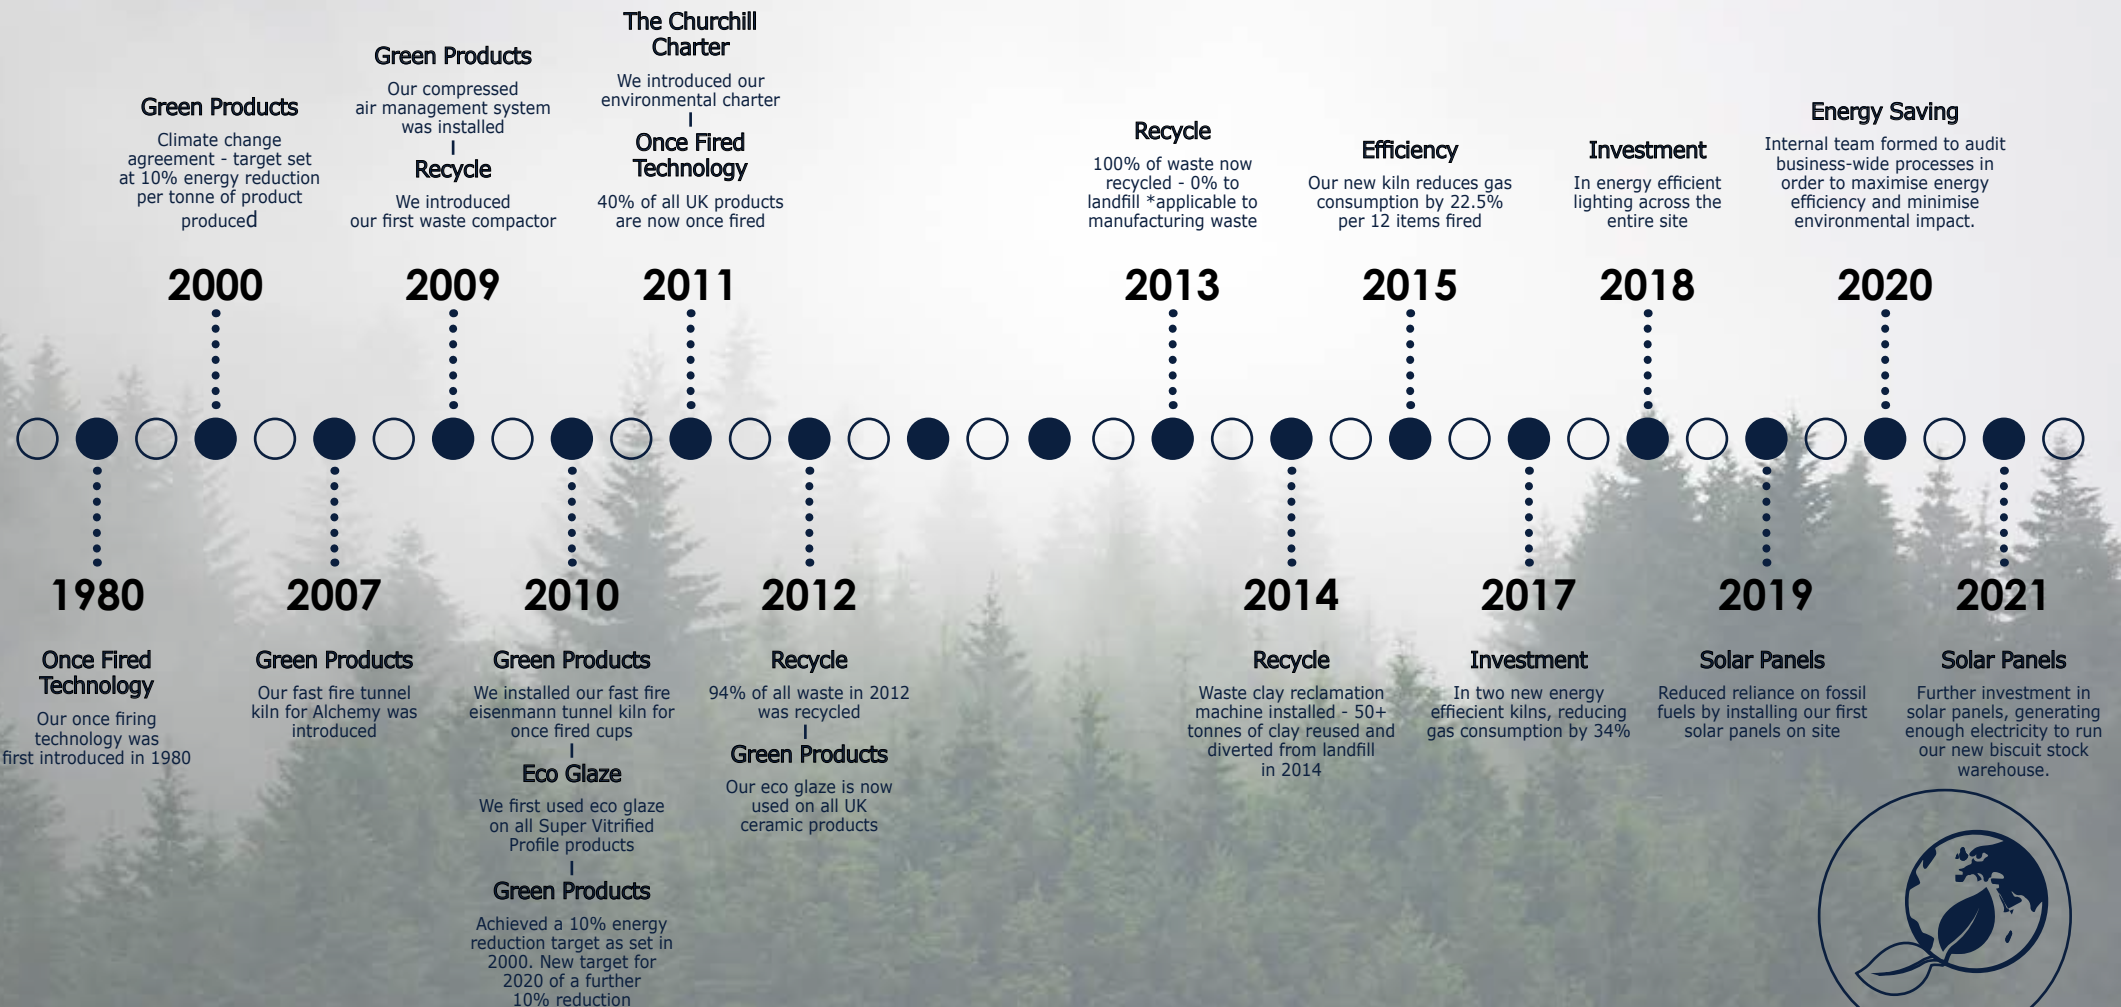 Green Products
Climate change
agreement - target set
at 10% energy reduction
per tonne of product
produced
2000
Green Products
Our compressed
air management system
was installed
Recycle
We introduced
our first waste compactor
2009
The Churchill
Charter
We introduced our
environmental charter
Once Fired
Technology
40% of all UK products
are now once fired
2011
Recycle
100% of waste now
recycled - 0% to
landfill *applicable to
manufacturing waste
2013
Efficiency
Our new kiln reduces gas
consumption by 22.5%
per 12 items fired
2015
Investment
In energy efficient
lighting across the
entire site
2018
Energy Saving
Internal team formed to audit
business-wide processes in
order to maximise energy
efficiency and minimise
environmental impact.
2020
1980
Once Fired
Technology
Our once firing
technology was
first introduced in 1980
2007
Green Products
Our fast fire tunnel
kiln for Alchemy was
introduced
2010
Green Products
We installed our fast fire
eisenmann tunnel kiln for
once fired cups
Eco Glaze
We first used eco glaze
on all Super Vitrified
Profile products
Green Products
Achieved a 10% energy
reduction target as set in
2000. New target for
2020 of a further
10% reduction
2012
Recycle
94% of all waste in 2012
was recycled
Green Products
Our eco glaze is now
used on all UK
ceramic products
2014
Recycle
Waste clay reclamation
machine installed - 50+
tonnes of clay reused and
diverted from landfill
in 2014
2017
Investment
In two new energy
effiecient kilns, reducing
gas consumption by 34%
2019
Solar Panels
Reduced reliance on fossil
fuels by installing our first
solar panels on site
2021
Solar Panels
Further investment in
solar panels, generating
enough electricity to run
our new biscuit stock
warehouse.